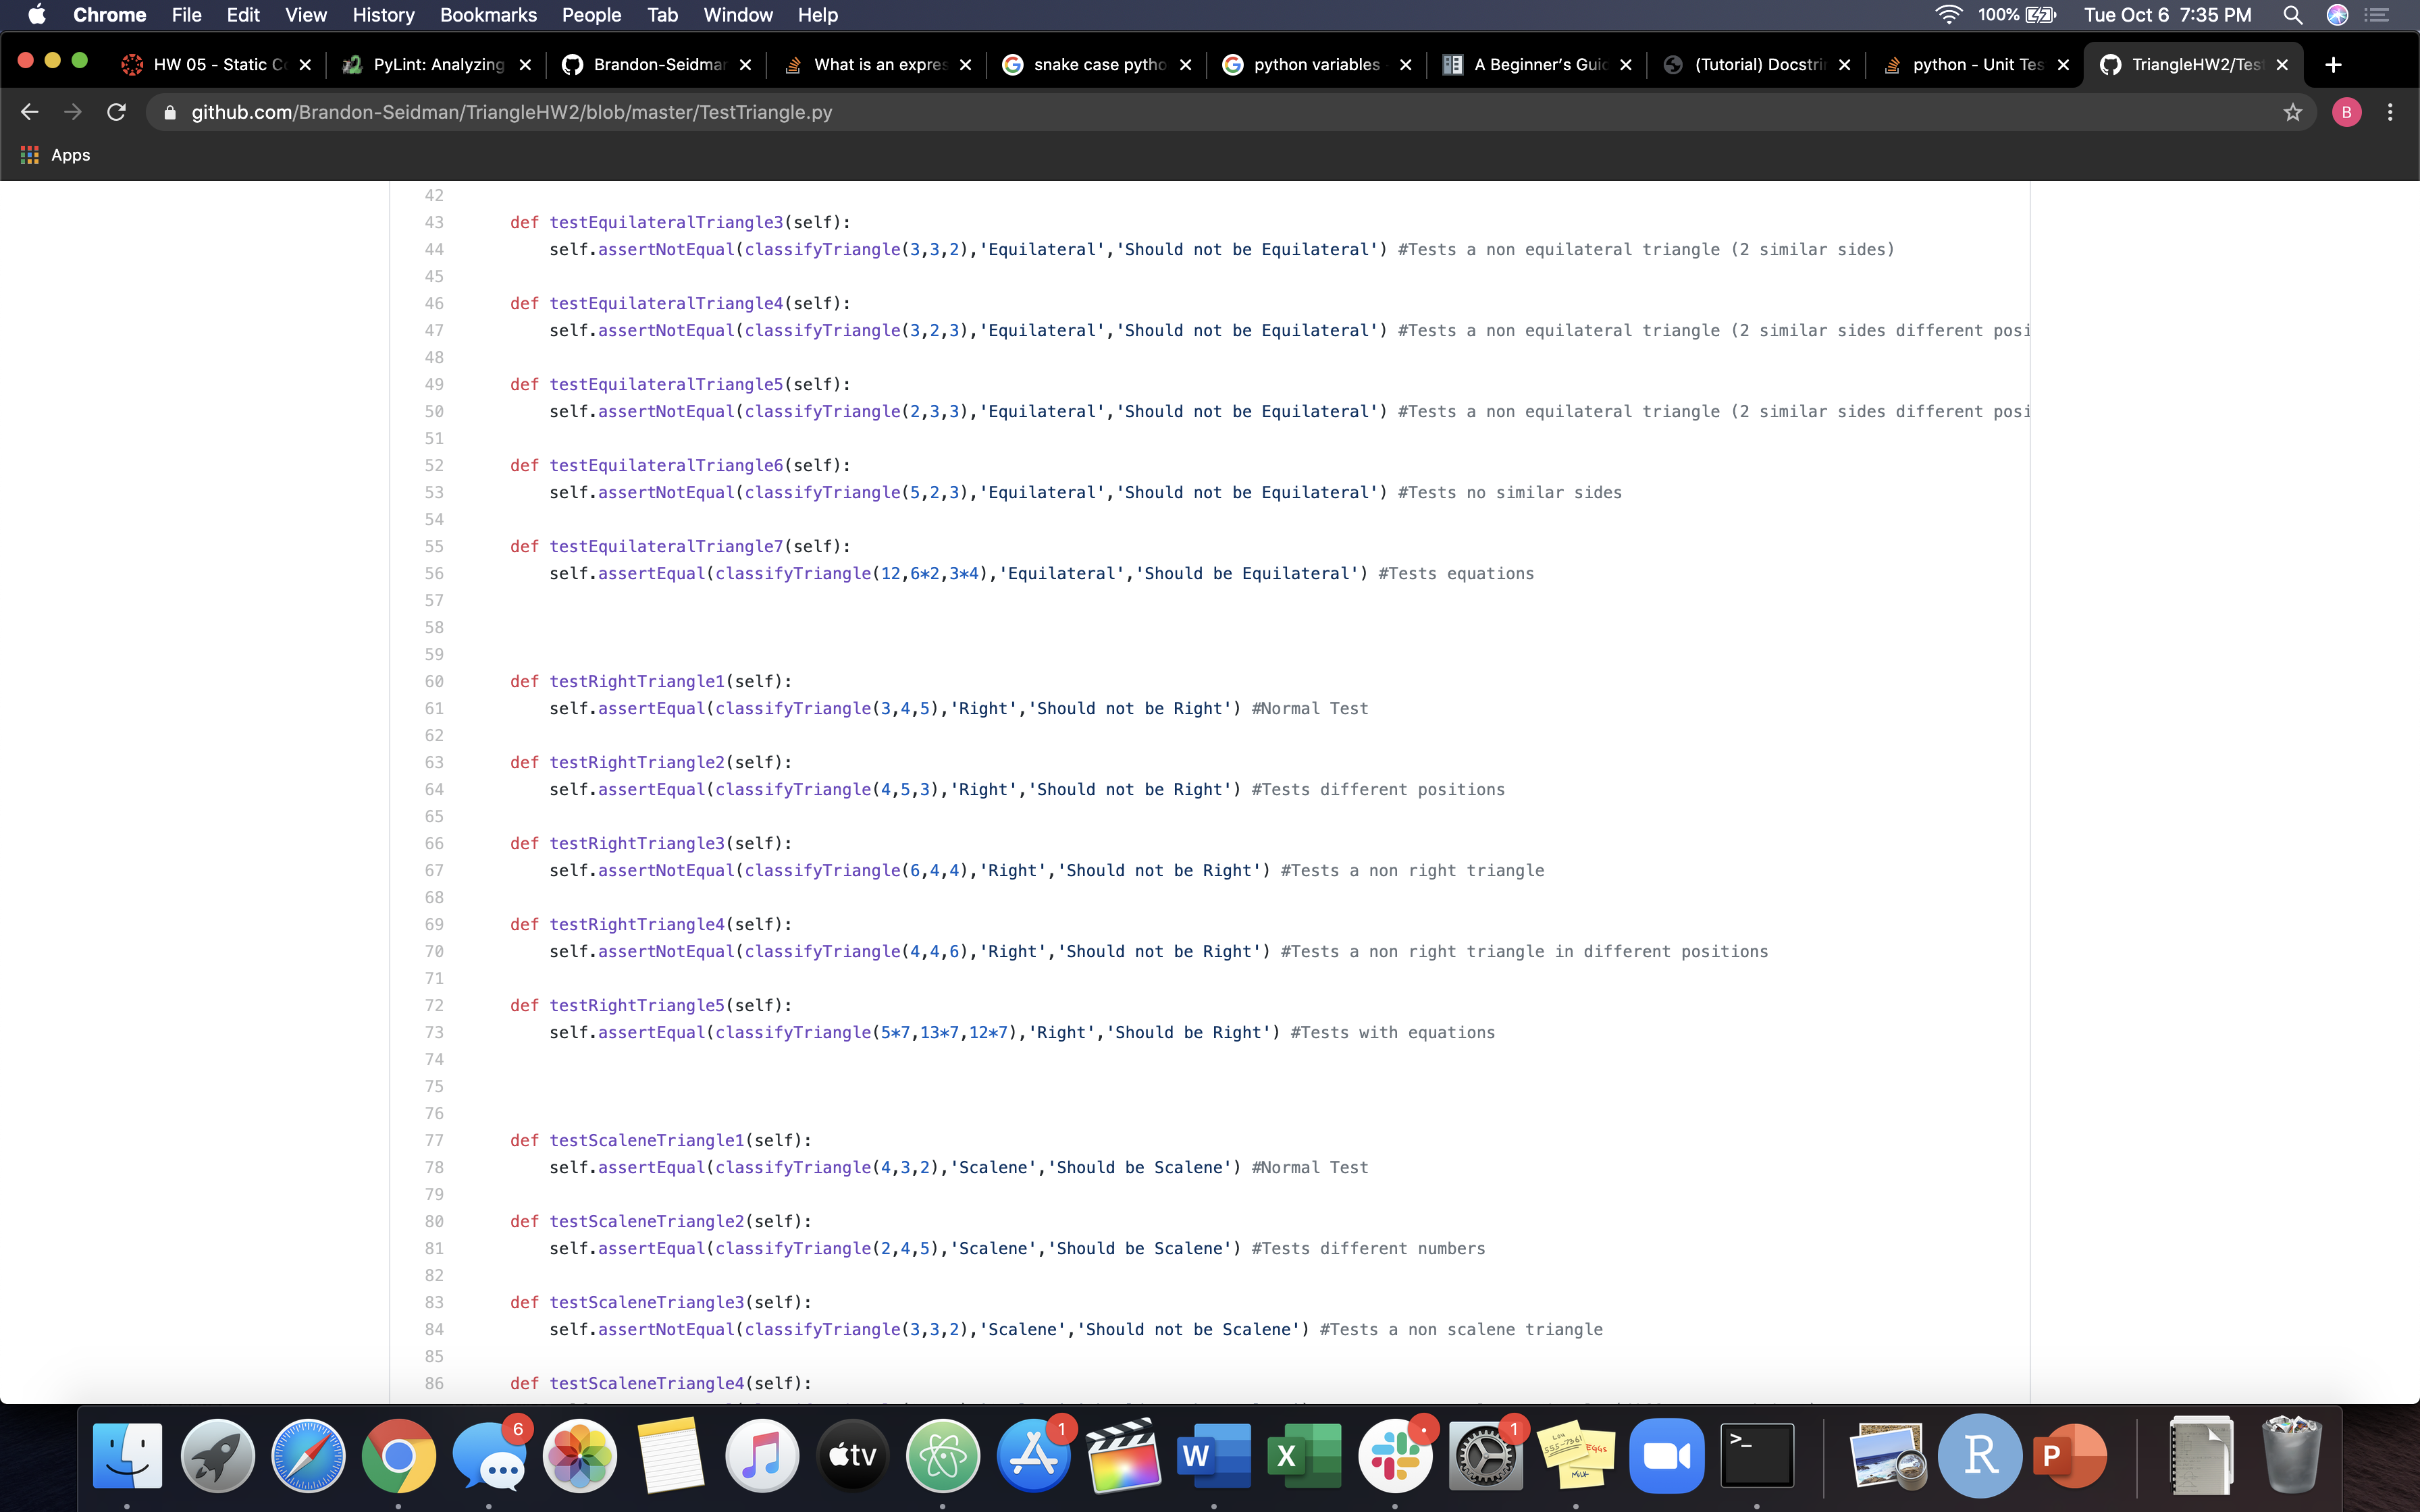 Chrome File Edit View History Bookmarks People Tab Window Help 100% Tue Oct 6 7:35 PM
HW 05 - Static C PyLint: Analyzing Brandon-Seidman What is an expres snake case pytho python variables A Beginner's Guid (Tutorial) Docstri python - Unit Tes TriangleHW2/Test
github.com/Brandon-Seidman/TriangleHW2/blob/master/TestTriangle.py B
Apps
42
43 def testEquilateralTriangle3(self):
44 self.assertNotEqual(classifyTriangle(3,3,2),'Equilateral','Should not be Equilateral') #Tests a non equilateral triangle (2 similar sides)
45
46 def testEquilateralTriangle4(self):
47 self.assertNotEqual(classifyTriangle(3,2,3),'Equilateral','Should not be Equilateral') #Tests a non equilateral triangle (2 similar sides different posi
48
49 def testEquilateralTriangle5(self):
50 self.assertNotEqual(classifyTriangle(2,3,3),'Equilateral','Should not be Equilateral') #Tests a non equilateral triangle (2 similar sides different posi
51
52 def testEquilateralTriangle6(self):
53 self.assertNotEqual(classifyTriangle(5,2,3),'Equilateral','Should not be Equilateral') #Tests no similar sides
54
55 def testEquilateralTriangle7(self):
56 self.assertEqual(classifyTriangle(12,6*2,3*4),'Equilateral','Should be Equilateral') #Tests equations
57
58
59
60 def testRightTriangle1(self):
61 self.assertEqual(classifyTriangle(3,4,5),'Right','Should not be Right') #Normal Test
62
63 def testRightTriangle2(self):
64 self.assertEqual(classifyTriangle(4,5,3),'Right','Should not be Right') #Tests different positions
65
66 def testRightTriangle3(self):
67 self.assertNotEqual(classifyTriangle(6,4,4),'Right','Should not be Right') #Tests a non right triangle
68
69 def testRightTriangle4(self):
70 self.assertNotEqual(classifyTriangle(4,4,6),'Right','Should not be Right') #Tests a non right triangle in different positions
71
72 def testRightTriangle5(self):
73 self.assertEqual(classifyTriangle(5*7,13*7,12*7),'Right','Should be Right') #Tests with equations
74
75
76
77 def testScaleneTriangle1(self):
78 self.assertEqual(classifyTriangle(4,3,2),'Scalene','Should be Scalene') #Normal Test
79
80 def testScaleneTriangle2(self):
81 self.assertEqual(classifyTriangle(2,4,5),'Scalene','Should be Scalene') #Tests different numbers
82
83 def testScaleneTriangle3(self):
84 self.assertNotEqual(classifyTriangle(3,3,2),'Scalene','Should not be Scalene') #Tests a non scalene triangle
85
86 def testScaleneTriangle4(self):
6 tv 1 W X 1 EGGS MILK >_ R P